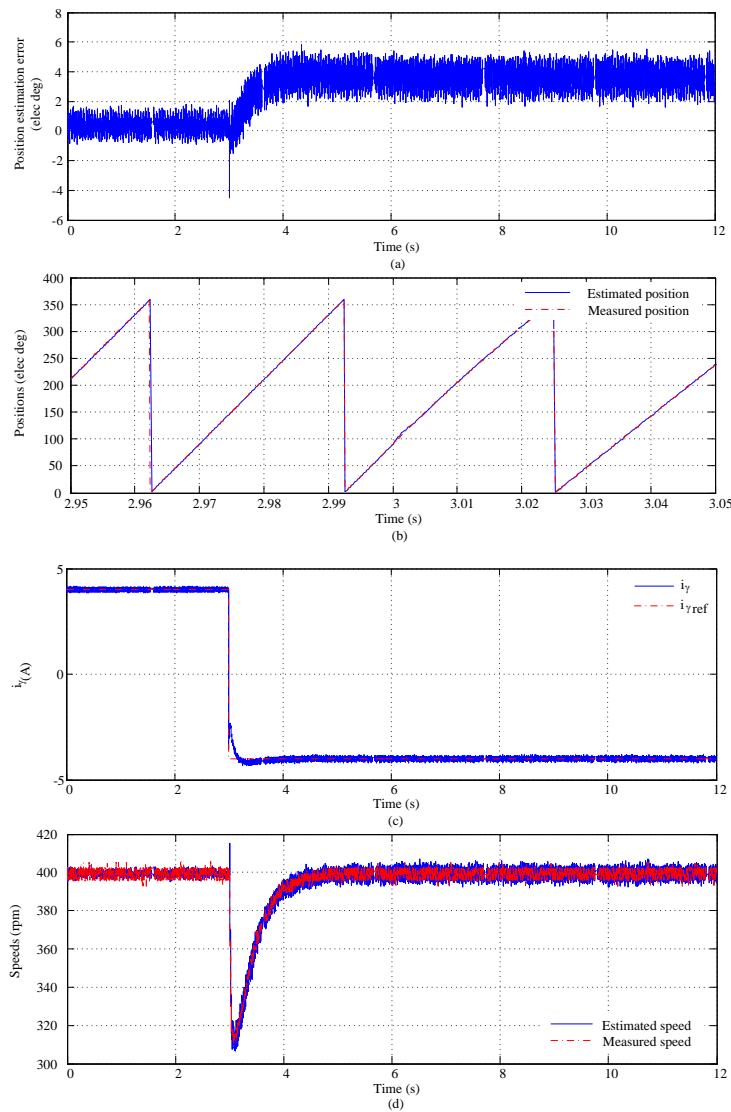 8
6
4
2
0
-2
-4
-6
Position estimation error
(elec deg)
0 2 4 6 8 10 12
Time (s)
(a)
400
350
300
250
200
150
100
50
0
Positions (elec deg)
Estimated position
Measured position
2.95 2.96 2.97 2.98 2.99 3 3.01 3.02 3.03 3.04 3.05
Time (s)
(b)
5
0
-5
iγ(A)
iγ
iγref
0 2 4 6 8 10 12
Time (s)
(c)
420
400
380
360
340
320
300
Speeds (rpm)
Estimated speed
Measured speed
0 2 4 6 8 10 12
Time (s)
(d)